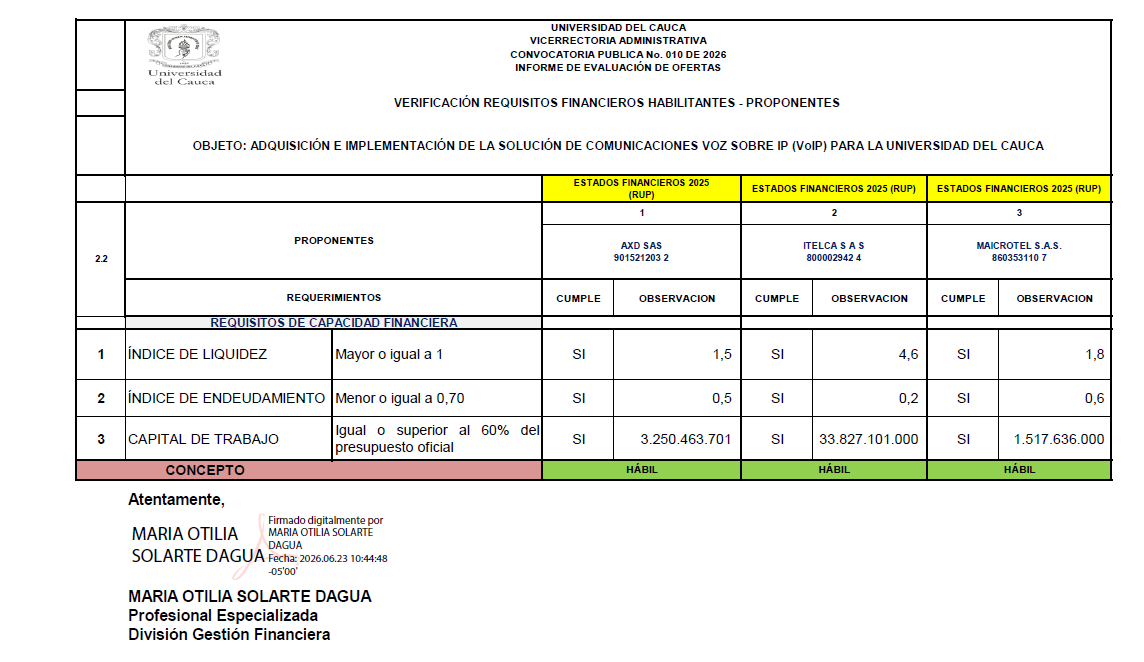 Universidad
del Cauca
UNIVERSIDAD DEL CAUCA
VICERRECTORIA ADMINISTRATIVA
CONVOCATORIA PUBLICA No. 010 DE 2026
INFORME DE EVALUACIÓN DE OFERTAS
VERIFICACIÓN REQUISITOS FINANCIEROS HABILITANTES - PROPONENTES
OBJETO: ADQUISICIÓN E IMPLEMENTACIÓN DE LA SOLUCIÓN DE COMUNICACIONES VOZ SOBRE IP (VoIP) PARA LA UNIVERSIDAD DEL CAUCA
ESTADOS FINANCIEROS 2025
(RUP)
ESTADOS FINANCIEROS 2025 (RUP)
ESTADOS FINANCIEROS 2025 (RUP)
2.2
PROPONENTES
1
2
3
AXD SAS
901521203 2
ITELCA S A S
800002942 4
MAICROTEL S.A.S.
860353110 7
REQUERIMIENTOS
CUMPLE
OBSERVACION
CUMPLE
OBSERVACION
CUMPLE
OBSERVACION
REQUISITOS DE CAPACIDAD FINANCIERA
1
ÍNDICE DE LIQUIDEZ
Mayor o igual a 1
SI
1,5
SI
4,6
SI
1,8
2
ÍNDICE DE ENDEUDAMIENTO
Menor o igual a 0,70
SI
0,5
SI
0,2
SI
0,6
3
CAPITAL DE TRABAJO
Igual o superior al 60% del
presupuesto oficial
SI
3.250.463.701
SI
33.827.101.000
SI
1.517.636.000
CONCEPTO
HÁBIL
HÁBIL
HÁBIL
Atentamente,
MARIA OTILIA
SOLARTE DAGUA
Firmado digitalmente por
MARIA OTILIA SOLARTE
DAGUA
Fecha: 2026.06.23 10:44:48
-05'00'
MARIA OTILIA SOLARTE DAGUA
Profesional Especializada
División Gestión Financiera